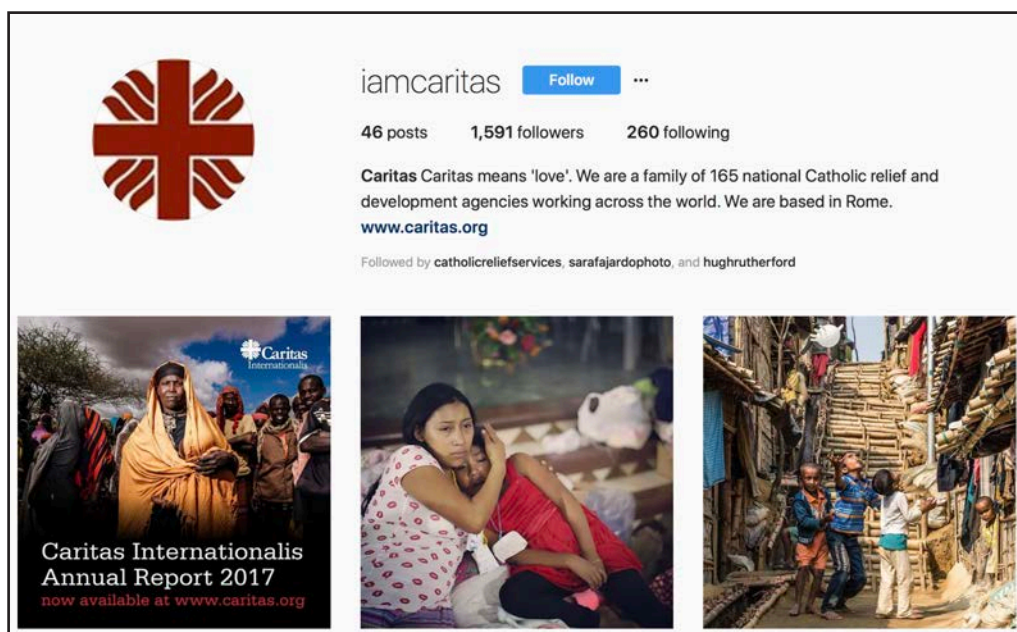 iamcaritas Follow ...
46 posts 1,591 followers 260 following
Caritas Caritas means 'love'. We are a family of 165 national Catholic relief and
development agencies working across the world. We are based in Rome.
www.caritas.org
Followed by catholicreliefservices, sarafajardophoto, and hughrutherford
Caritas
Internationalis
Caritas Internationalis
Annual Report 2017
now available at www.caritas.org